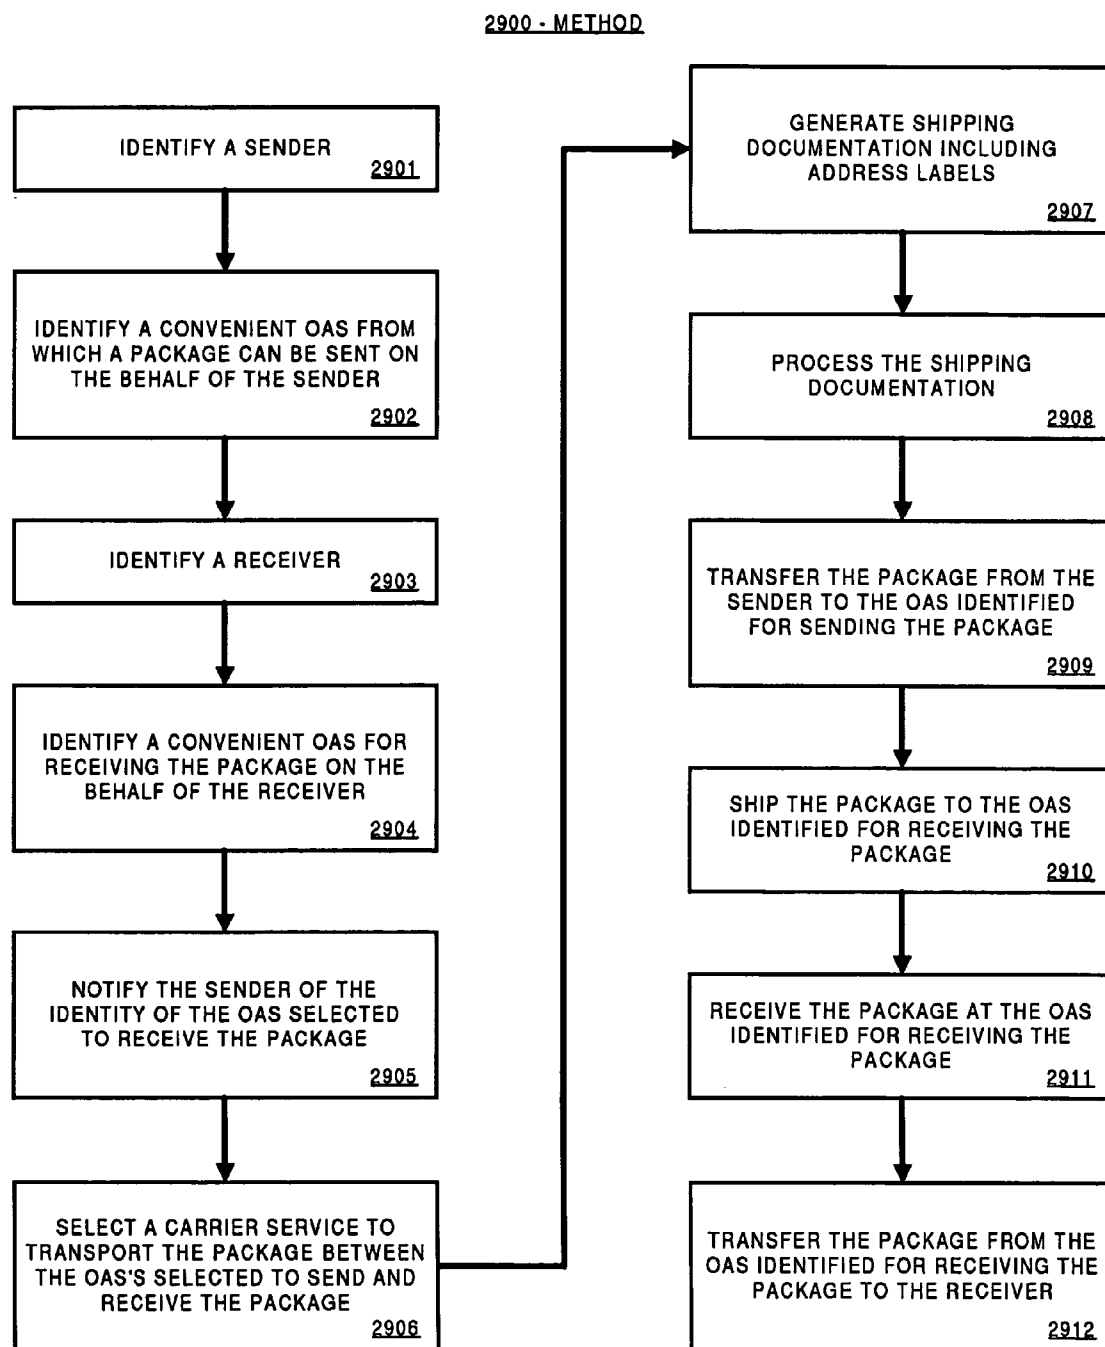 2900 - METHOD
IDENTIFY A SENDER
2901
IDENTIFY A CONVENIENT OAS FROM
WHICH A PACKAGE CAN BE SENT ON
THE BEHALF OF THE SENDER
2902
IDENTIFY A RECEIVER
2903
IDENTIFY A CONVENIENT OAS FOR
RECEIVING THE PACKAGE ON THE
BEHALF OF THE RECEIVER
2904
NOTIFY THE SENDER OF THE
IDENTITY OF THE OAS SELECTED
TO RECEIVE THE PACKAGE
2905
SELECT A CARRIER SERVICE TO
TRANSPORT THE PACKAGE BETWEEN
THE OAS'S SELECTED TO SEND AND
RECEIVE THE PACKAGE
2906
GENERATE SHIPPING
DOCUMENTATION INCLUDING
ADDRESS LABELS
2907
PROCESS THE SHIPPING
DOCUMENTATION
2908
TRANSFER THE PACKAGE FROM THE
SENDER TO THE OAS IDENTIFIED
FOR SENDING THE PACKAGE
2909
SHIP THE PACKAGE TO THE OAS
IDENTIFIED FOR RECEIVING THE
PACKAGE
2910
RECEIVE THE PACKAGE AT THE OAS
IDENTIFIED FOR RECEIVING THE
PACKAGE
2911
TRANSFER THE PACKAGE FROM THE
OAS IDENTIFIED FOR RECEIVING THE
PACKAGE TO THE RECEIVER
2912